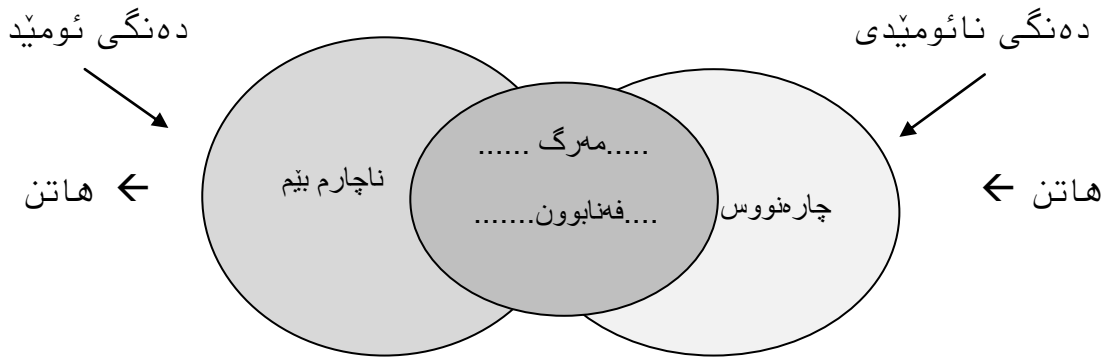 دەنگی نائومێدی
دەنگی ئومێد
.....مەرگ ......
....فەنابوون.......
چارەنووس
ناچارم بێم
هاتن ←
← هاتن